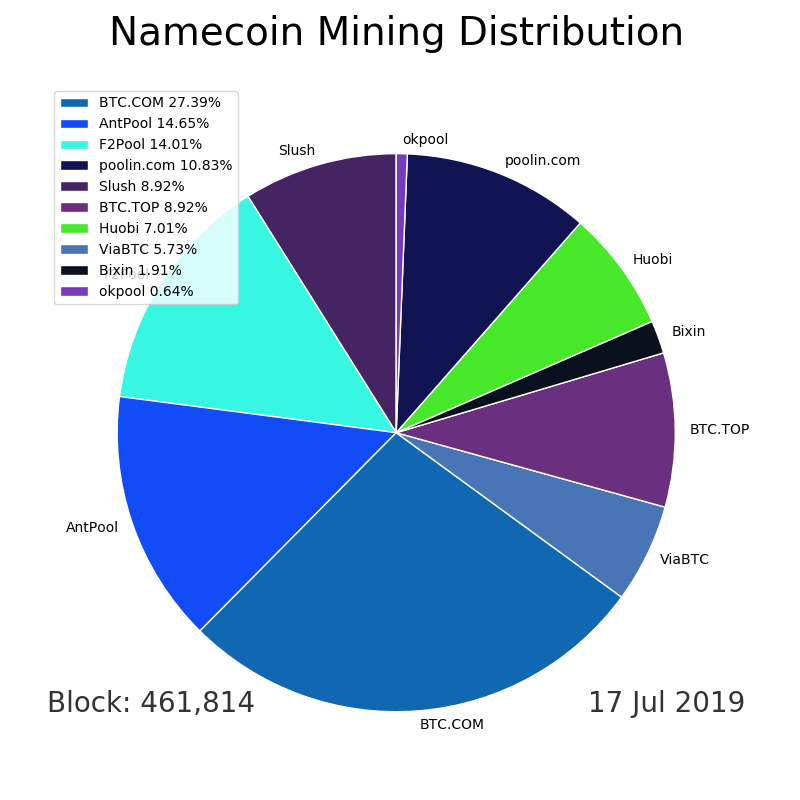 Namecoin Mining Distribution
BTC.COM 27.39%
AntPool 14.65%
F2Pool 14.01%
poolin.com 10.83%
Slush 8.92%
BTC.TOP 8.92%
Huobi 7.01%
ViaBTC 5.73%
Bixin 1.91%
okpool 0.64%
okpool
Slush
poolin.com
Huobi
F2Pool
Bixin
BTC.TOP
AntPool
ViaBTC
BTC.COM
Block: 461,814
17 Jul 2019